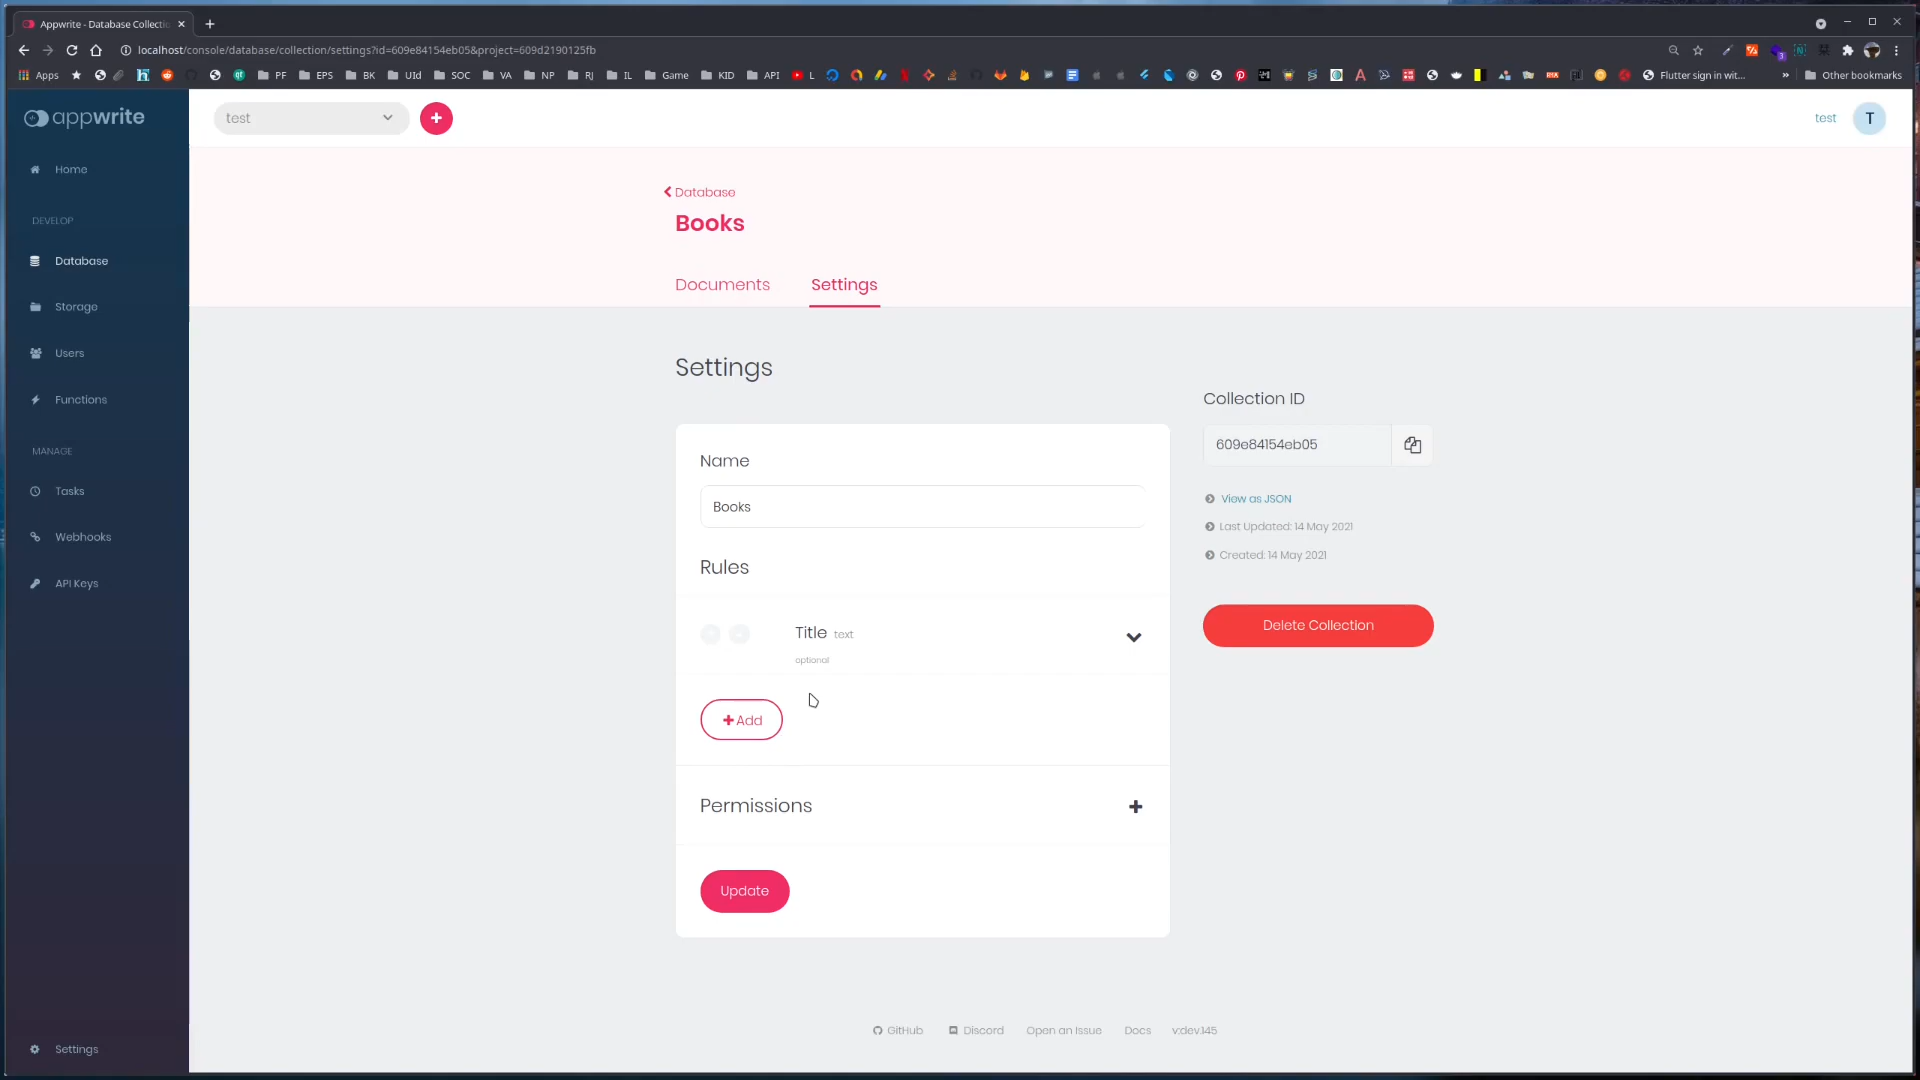 Appwrite - Database Collectio
localhost/console/database/collection/settings?id=609e84154eb05&project=609d2190125fb
Apps PF EPS BK UId SOC VA NP RJ IL Game KID API L Flutter sign in wit... » Other bookmarks
appwrite
test
test T
Home
DEVELOP
Database
Storage
Users
Functions
MANAGE
Tasks
Webhooks
API Keys
Settings
Database
Books
Documents Settings
Settings
Name
Books
Rules
Title text
optional
+Add
Permissions
Update
Collection ID
609e84154eb05
View as JSON
Last Updated: 14 May 2021
Created: 14 May 2021
Delete Collection
GitHub Discord Open an Issue Docs v:dev.145